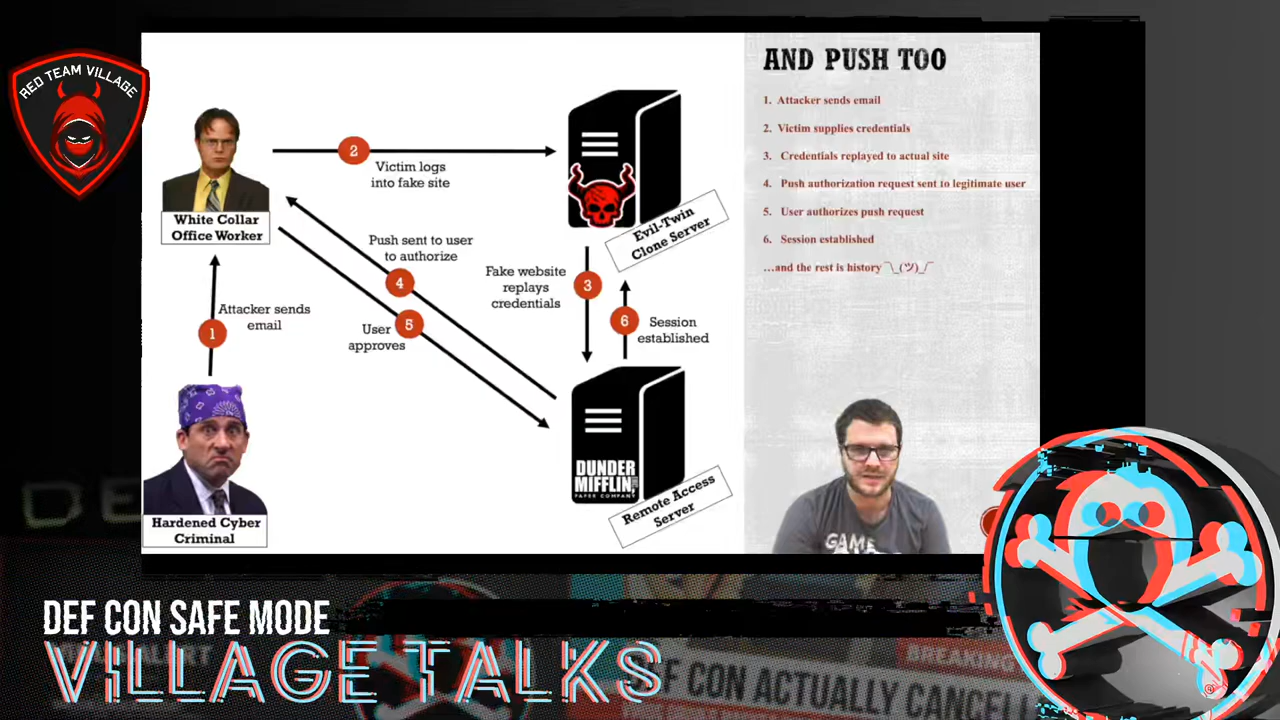 RED TEAM VILLAGE
AND PUSH TOO
1. Attacker sends email
2. Victim supplies credentials
3. Credentials replayed to actual site
4. Push authorization request sent to legitimate user
5. User authorizes push request
6. Session established
…and the rest is history ¯\_(ツ)_/¯
2
Victim logs
into fake site
White Collar
Office Worker
Evil-Twin
Clone Server
Push sent to user
to authorize
4
Fake website
replays
credentials
3
1
Attacker sends
email
User
approves
5
6
Session
established
Hardened Cyber
Criminal
DUNDER
MIFFLIN,
PAPER COMPANY
Remote Access
Server
GAME
DEF CON SAFE MODE
VILLAGE TALKS
BREAKING
DEF CON ACTUALLY CANCEL